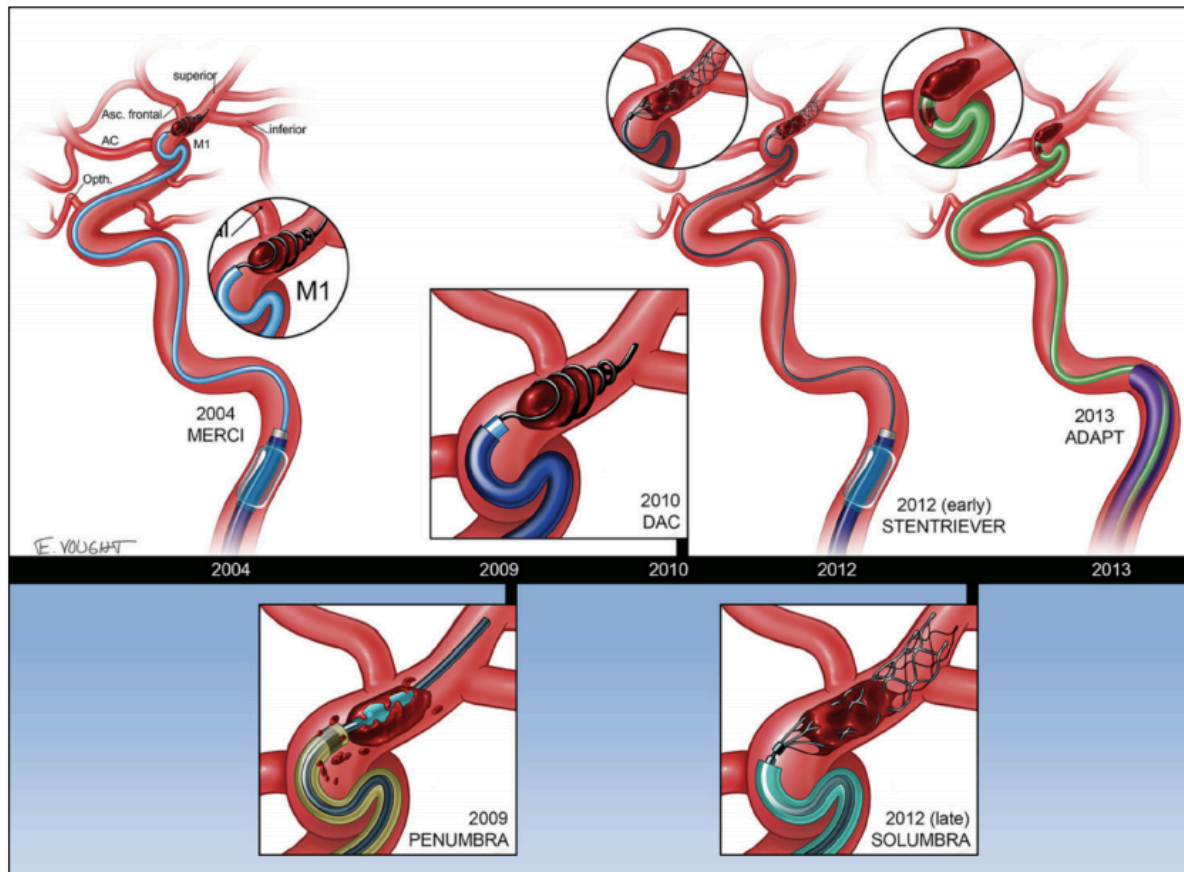 superior
Asc. frontal
AC
M1
inferior
Opth.
M1
2004
MERCI
2010
DAC
2012 (early)
STENTRIEVER
2013
ADAPT
E. VOUGHT
2004
2009
2010
2012
2013
2009
PENUMBRA
2012 (late)
SOLUMBRA